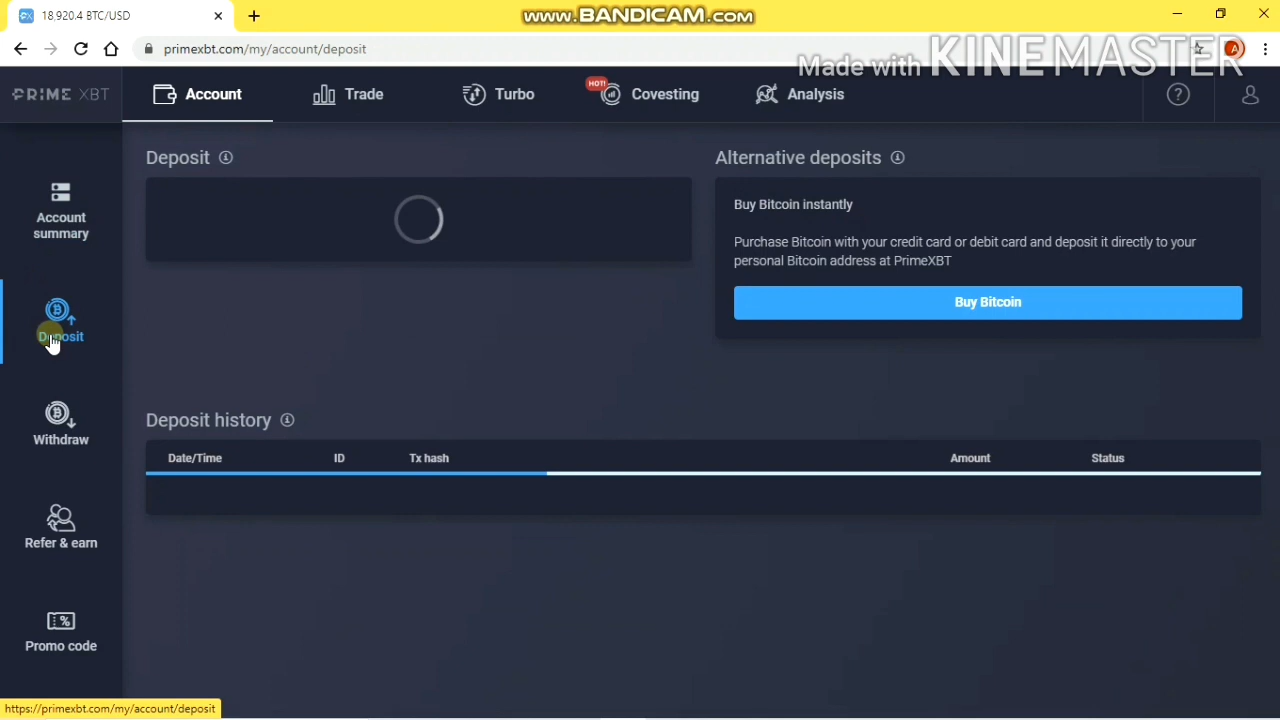 18.920.4 BTC/USD
www.BANDICAM.com
primexbt.com/my/account/deposit
A
Made with KINEMASTER
PRIME XBT
Account
Trade
Turbo
HOT!
Covesting
Analysis
Account
summary
Deposit
Withdraw
Refer & earn
Promo code
Deposit
Alternative deposits
Buy Bitcoin instantly
Purchase Bitcoin with your credit card or debit card and deposit it directly to your
personal Bitcoin address at PrimeXBT
Buy Bitcoin
Deposit history
Date/Time ID Tx hash Amount Status
https://primexbt.com/my/account/deposit